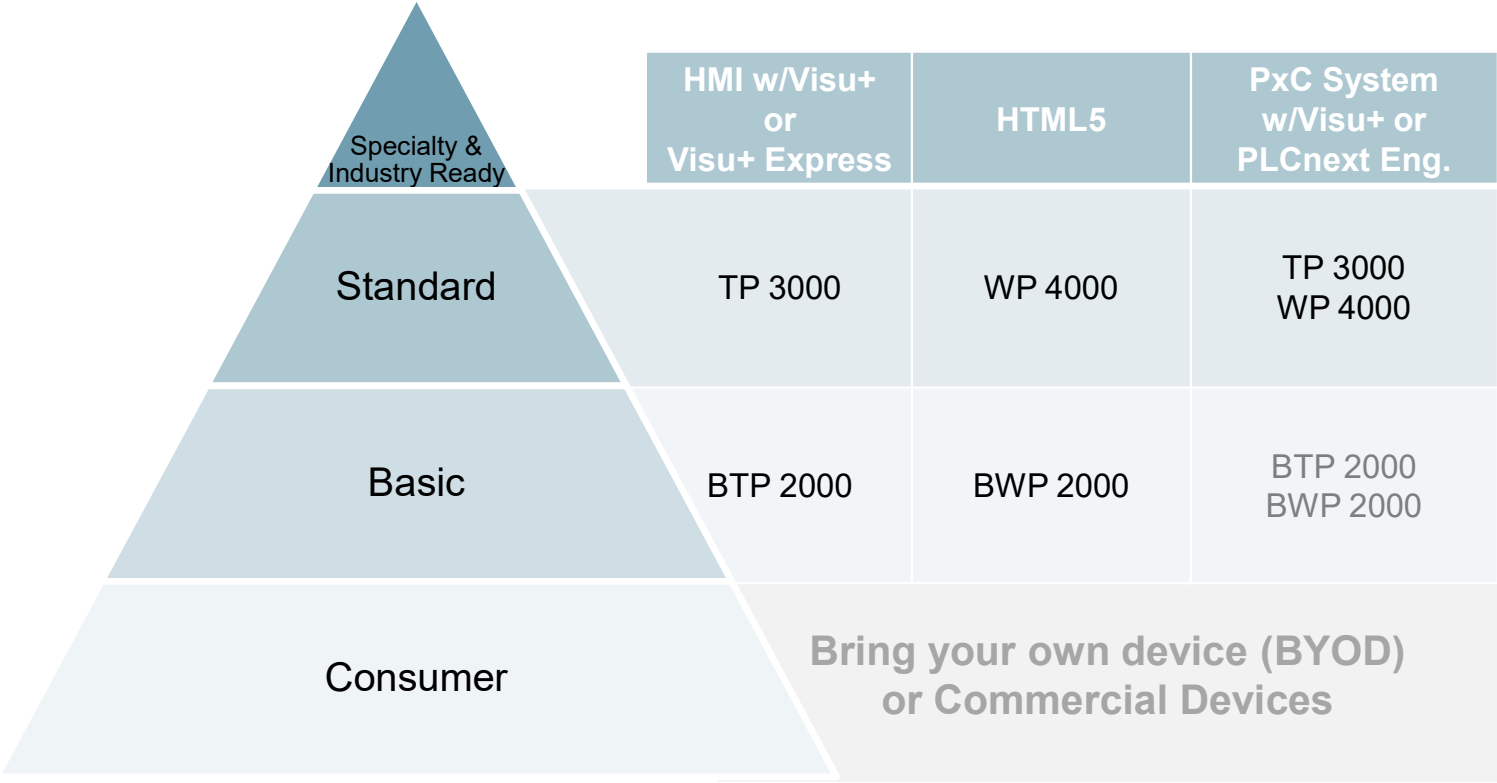 Specialty &
Industry Ready
HMI w/Visu+
or
Visu+ Express
HTML5
PxC System
w/Visu+ or
PLCnext Eng.
Standard
TP 3000
WP 4000
TP 3000
WP 4000
Basic
BTP 2000
BWP 2000
BTP 2000
BWP 2000
Consumer
Bring your own device (BYOD)
or Commercial Devices